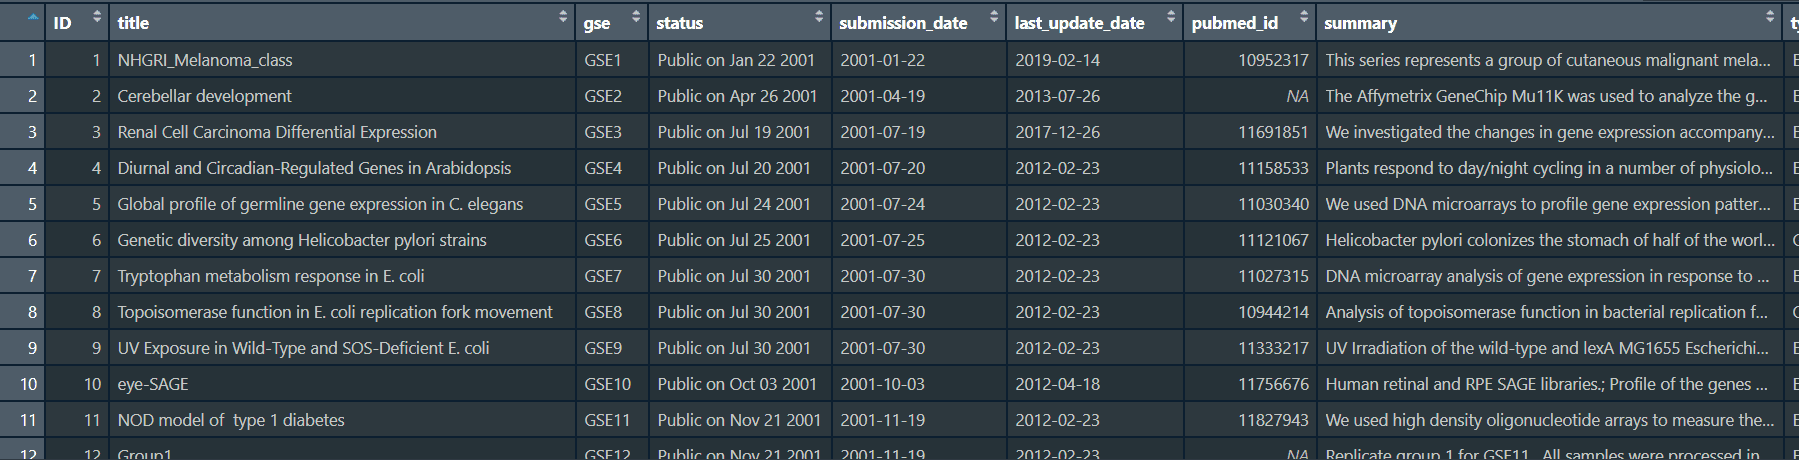 ID title gse status submission_date last_update_date pubmed_id summary
1 1 NHGRI_Melanoma_class GSE1 Public on Jan 22 2001 2001-01-22 2019-02-14 10952317 This series represents a group of cutaneous malignant mela...
2 2 Cerebellar development GSE2 Public on Apr 26 2001 2001-04-19 2013-07-26 NA The Affymetrix GeneChip Mu11K was used to analyze the g...
3 3 Renal Cell Carcinoma Differential Expression GSE3 Public on Jul 19 2001 2001-07-19 2017-12-26 11691851 We investigated the changes in gene expression accompany...
4 4 Diurnal and Circadian-Regulated Genes in Arabidopsis GSE4 Public on Jul 20 2001 2001-07-20 2012-02-23 11158533 Plants respond to day/night cycling in a number of physiolo...
5 5 Global profile of germline gene expression in C. elegans GSE5 Public on Jul 24 2001 2001-07-24 2012-02-23 11030340 We used DNA microarrays to profile gene expression patter...
6 6 Genetic diversity among Helicobacter pylori strains GSE6 Public on Jul 25 2001 2001-07-25 2012-02-23 11121067 Helicobacter pylori colonizes the stomach of half of the worl...
7 7 Tryptophan metabolism response in E. coli GSE7 Public on Jul 30 2001 2001-07-30 2012-02-23 11027315 DNA microarray analysis of gene expression in response to ...
8 8 Topoisomerase function in E. coli replication fork movement GSE8 Public on Jul 30 2001 2001-07-30 2012-02-23 10944214 Analysis of topoisomerase function in bacterial replication f...
9 9 UV Exposure in Wild-Type and SOS-Deficient E. coli GSE9 Public on Jul 30 2001 2001-07-30 2012-02-23 11333217 UV Irradiation of the wild-type and lexA MG1655 Escherichi...
10 10 eye-SAGE GSE10 Public on Oct 03 2001 2001-10-03 2012-04-18 11756676 Human retinal and RPE SAGE libraries.; Profile of the genes ...
11 11 NOD model of  type 1 diabetes GSE11 Public on Nov 21 2001 2001-11-19 2012-02-23 11827943 We used high density oligonucleotide arrays to measure the...
12 12 Group1 GSE12 Public on Nov 21 2001 2001-11-19 2012-02-23 NA Replicate group 1 for GSE11. All samples were processed in